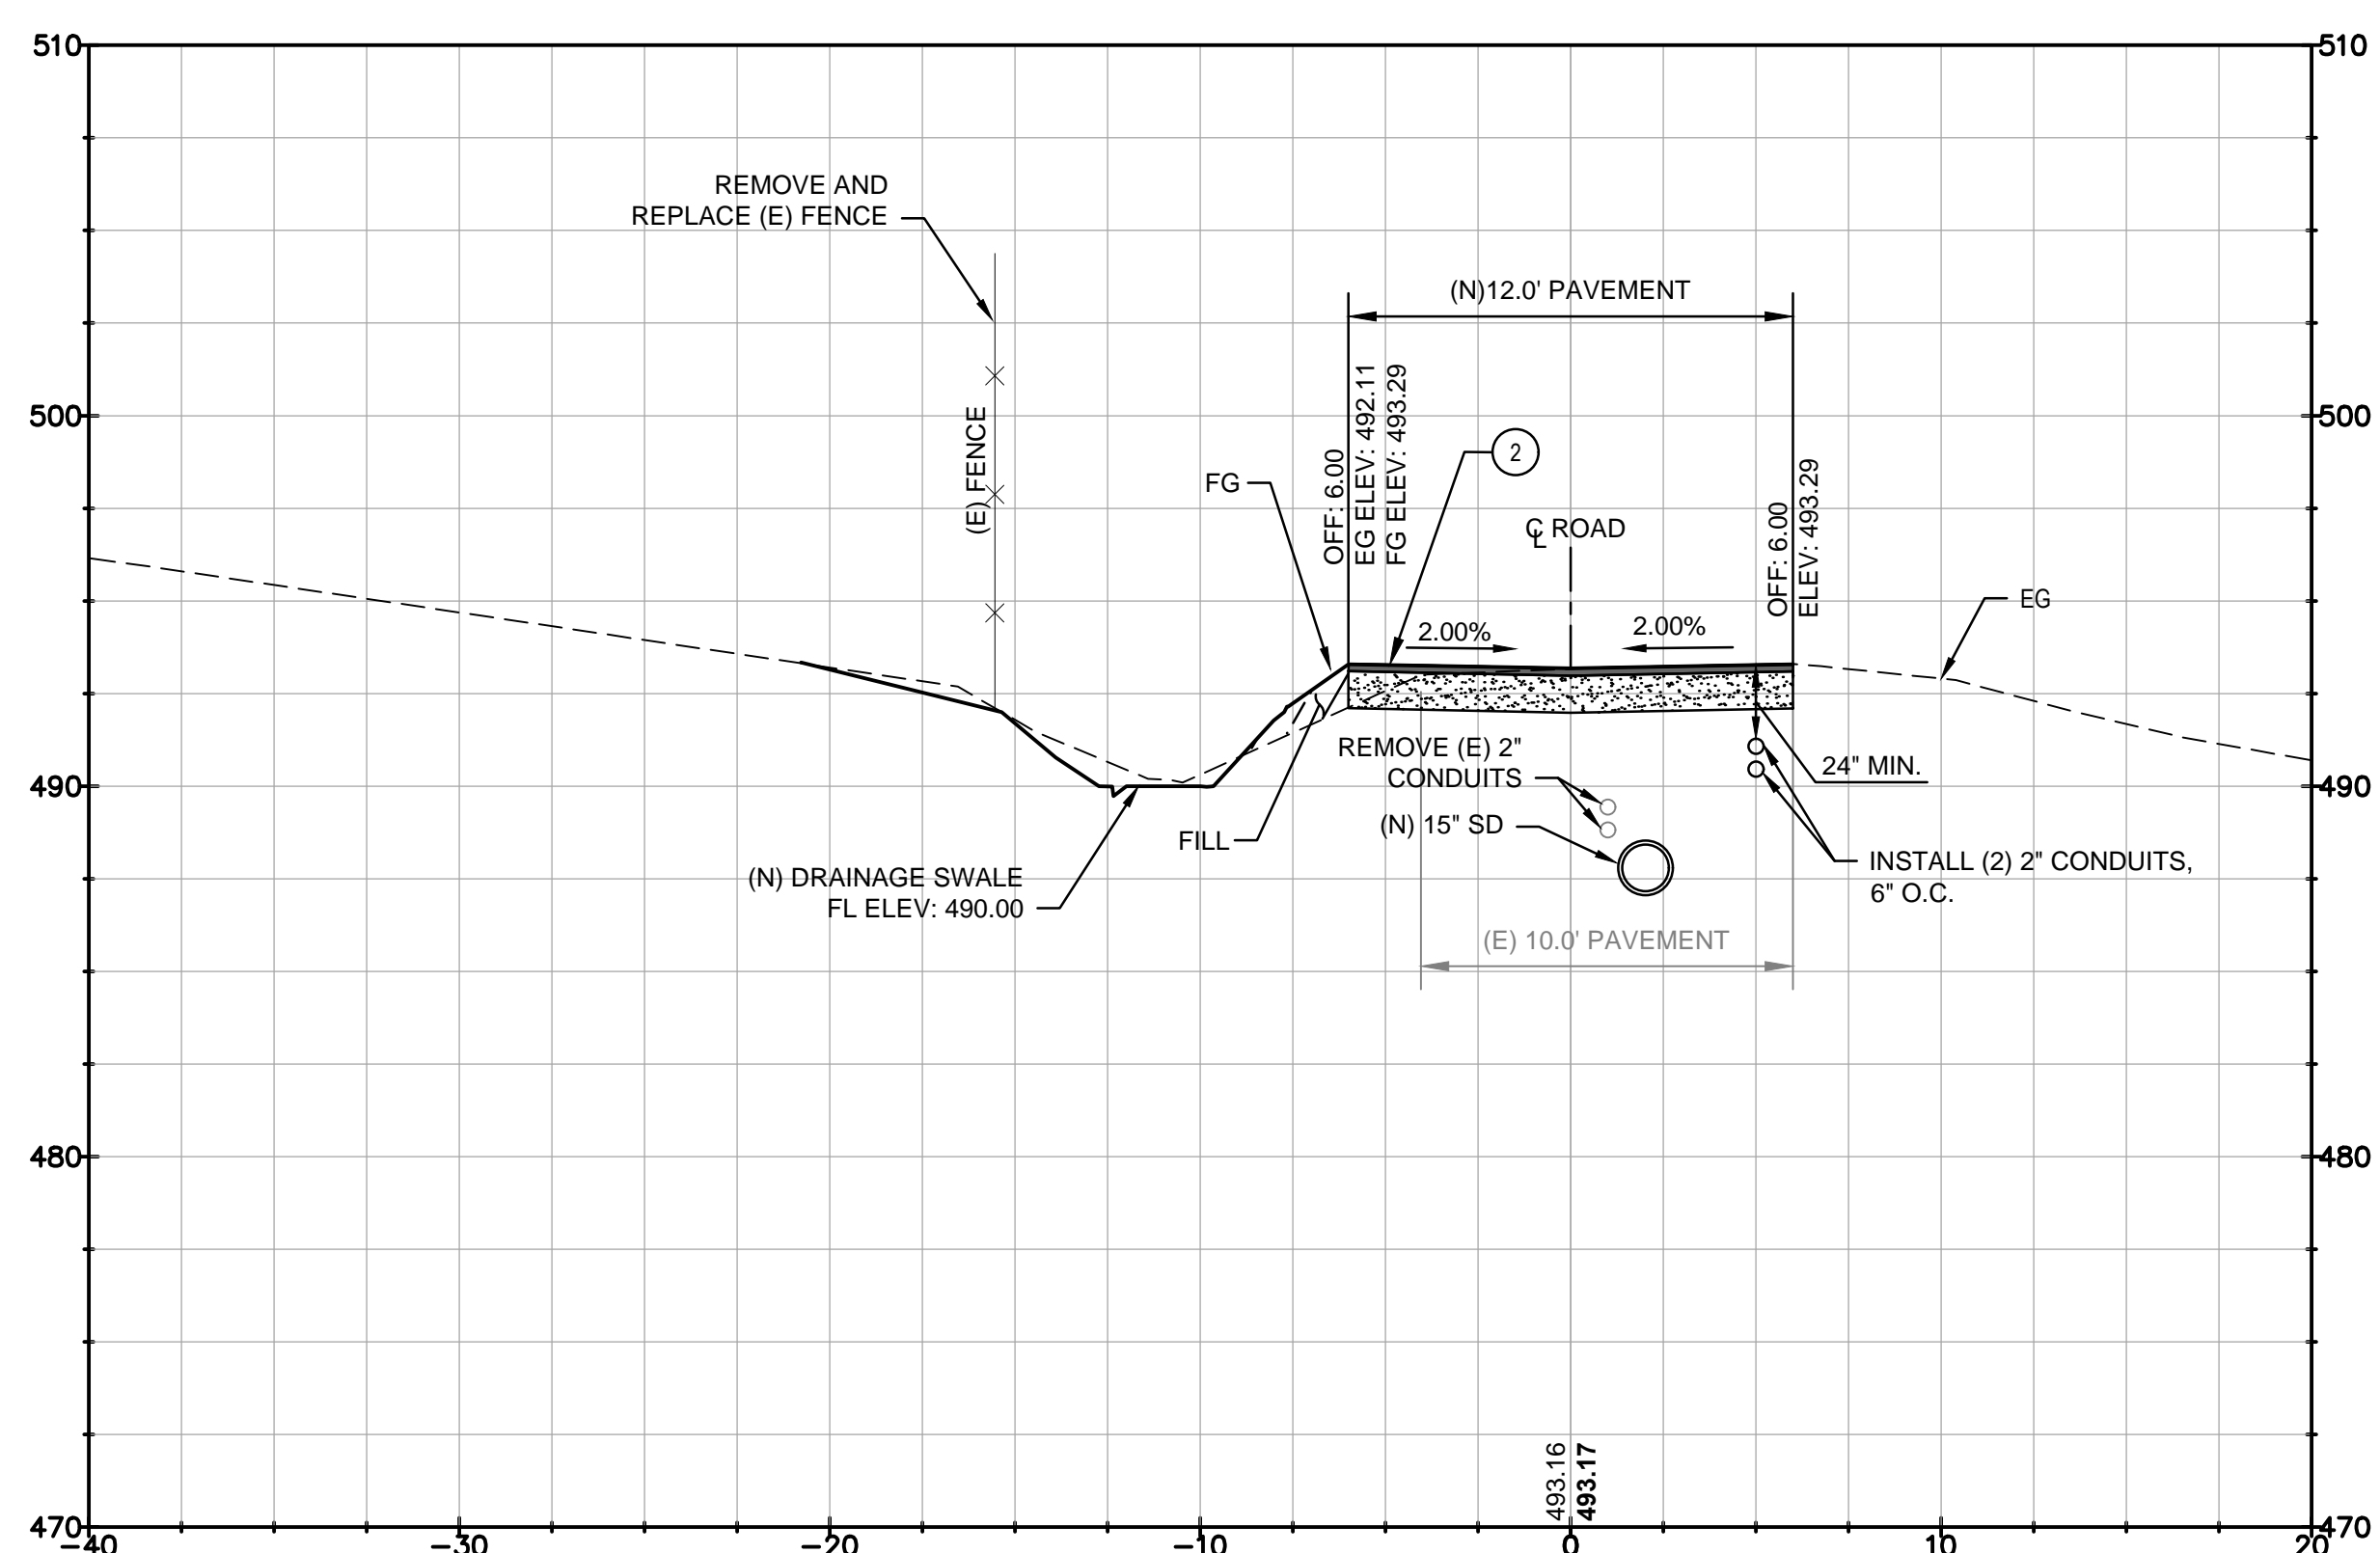 510
510
REMOVE AND
REPLACE (E) FENCE
(N)12.0' PAVEMENT
500
500
(E) FENCE
OFF: 6.00
EG ELEV: 492.11
FG ELEV: 493.29
2
FG
℄ ROAD
OFF: 6.00
ELEV: 493.29
EG
2.00%
2.00%
REMOVE (E) 2"
CONDUITS
24" MIN.
490
490
(N) 15" SD
FILL
INSTALL (2) 2" CONDUITS,
6" O.C.
(N) DRAINAGE SWALE
FL ELEV: 490.00
(E) 10.0' PAVEMENT
480
480
493.16
493.17
470
470
-40
-30
-20
-10
0
10
20